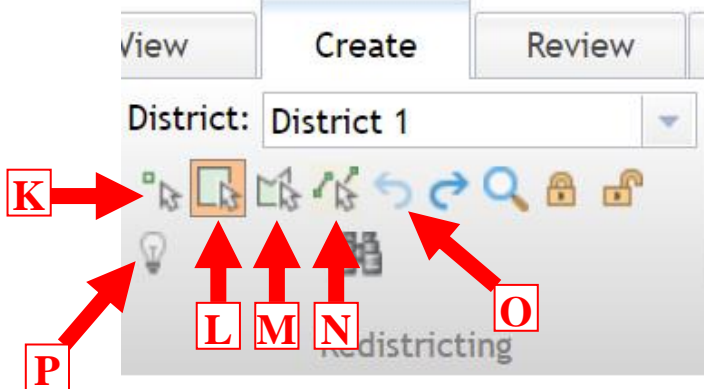 View Create Review
District: District 1
K
L M N O
Redistricting
P